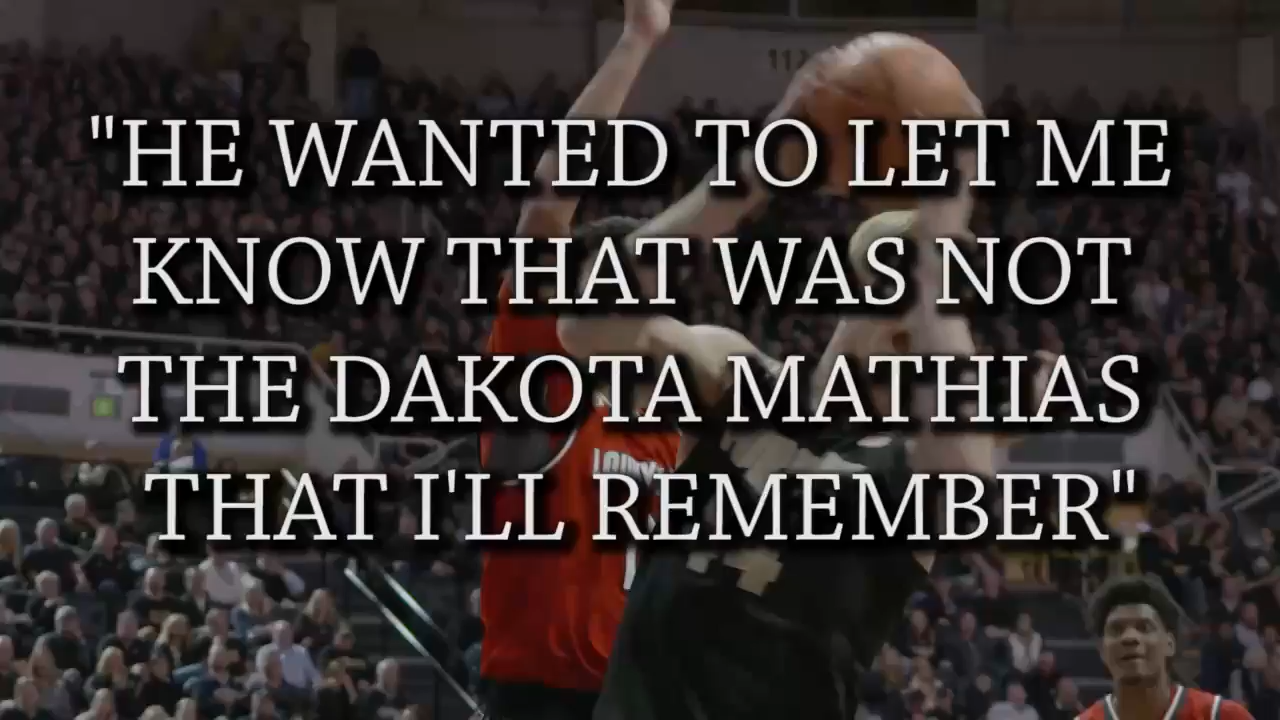 "HE WANTED TO LET ME
KNOW THAT WAS NOT
THE DAKOTA MATHIAS
THAT I'LL REMEMBER"